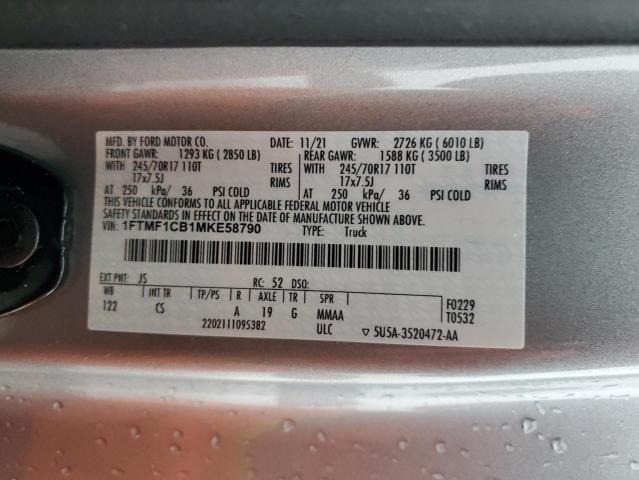 MFD. BY FORD MOTOR CO. DATE: 11/21 GVWR: 2726 KG ( 6010 LB)
FRONT GAWR: 1293 KG ( 2850 LB) REAR GAWR: 1588 KG ( 3500 LB)
WITH 245/70R17 110T TIRES WITH 245/70R17 110T TIRES
17x7.5J RIMS 17x7.5J RIMS
AT 250 kPa/ 36 PSI COLD AT 250 kPa/ 36 PSI COLD
THIS VEHICLE CONFORMS TO ALL APPLICABLE FEDERAL MOTOR VEHICLE
SAFETY STANDARDS IN EFFECT ON THE DATE OF MANUFACTURE SHOWN ABOVE.
VIN: 1FTMF1CB1MKE58790 TYPE: Truck
EXT PNT: JS RC: 52 DSO:
WB INT TR TP/PS R AXLE TR SPR F0229
122 CS A 19 G MMAA T0532
2202111095382 ULC ▽ 5U5A-3520472-AA